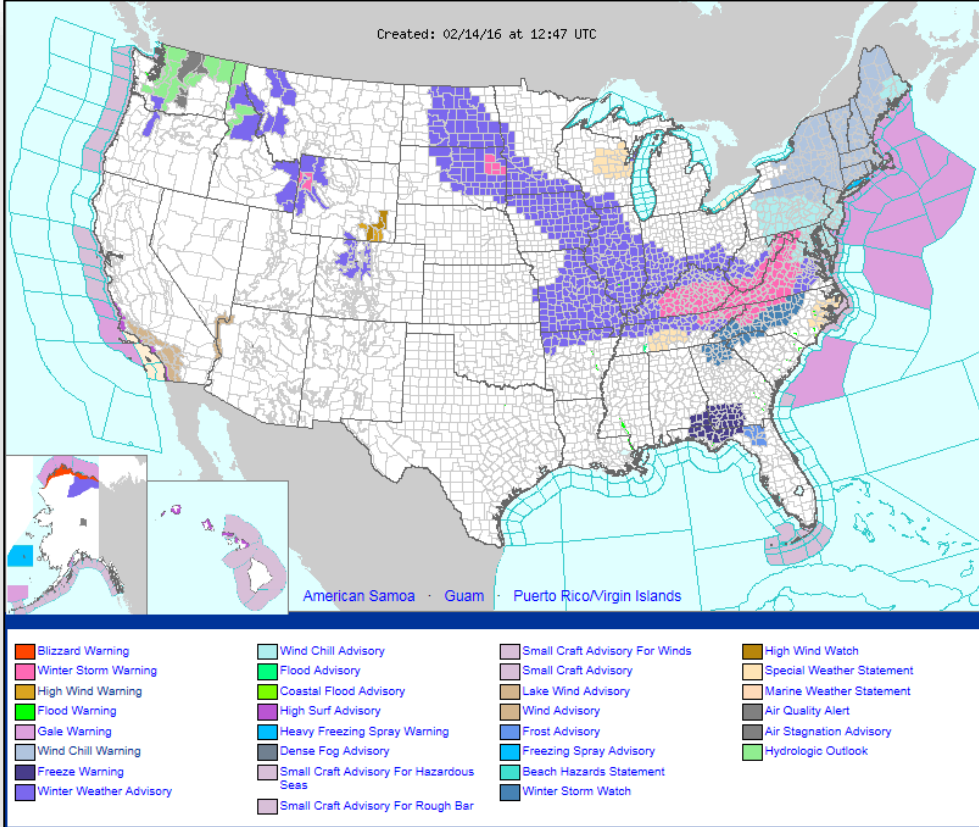 Created: 02/14/16 at 12:47 UTC
American Samoa · Guam · Puerto Rico/Virgin Islands
Blizzard Warning
Winter Storm Warning
High Wind Warning
Flood Warning
Gale Warning
Wind Chill Warning
Freeze Warning
Winter Weather Advisory
Wind Chill Advisory
Flood Advisory
Coastal Flood Advisory
High Surf Advisory
Heavy Freezing Spray Warning
Dense Fog Advisory
Small Craft Advisory For Hazardous
Seas
Small Craft Advisory For Rough Bar
Small Craft Advisory For Winds
Small Craft Advisory
Lake Wind Advisory
Wind Advisory
Frost Advisory
Freezing Spray Advisory
Beach Hazards Statement
Winter Storm Watch
High Wind Watch
Special Weather Statement
Marine Weather Statement
Air Quality Alert
Air Stagnation Advisory
Hydrologic Outlook